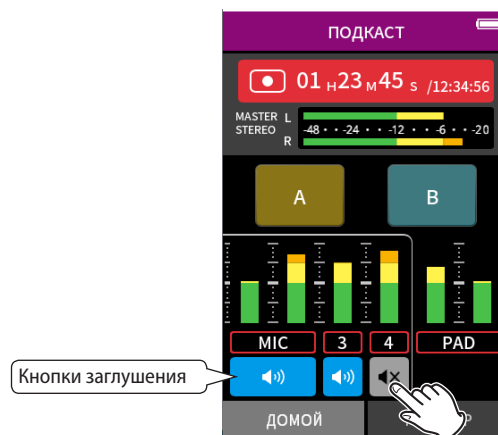 ПОДКАСТ
01 H 23 M 45 S /12:34:56
MASTER L
STEREO -48 · · -24 · · -12 · · -6 · · -20
R
A B
MIC 3 4 PAD
Кнопки заглушения
ДОМОЙ